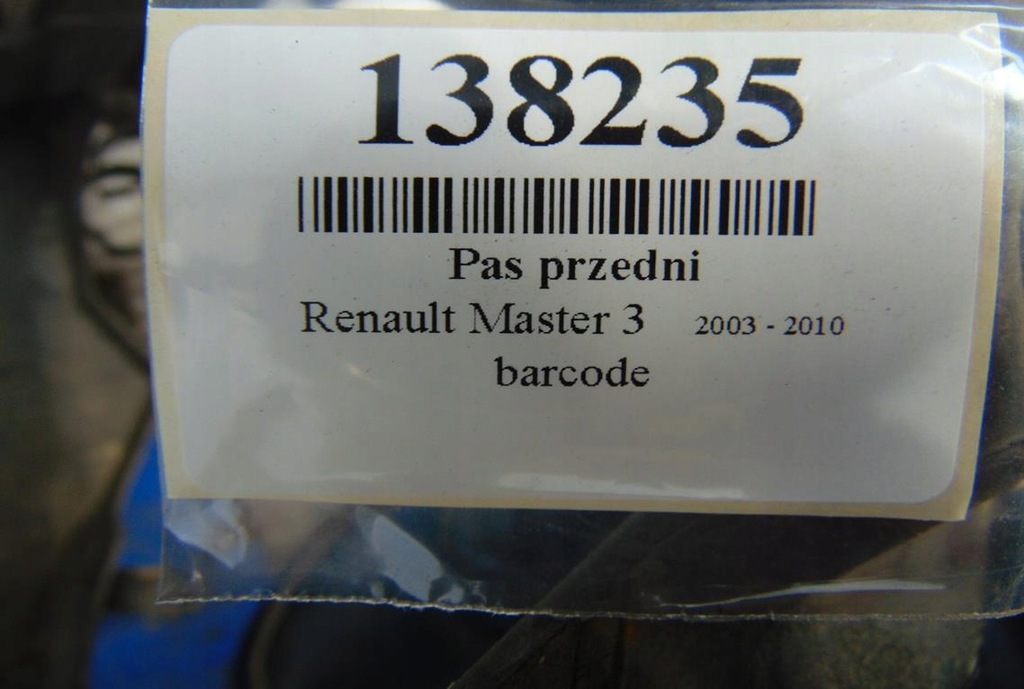 138235
Pas przedni
Renault Master 3 2003 - 2010
barcode